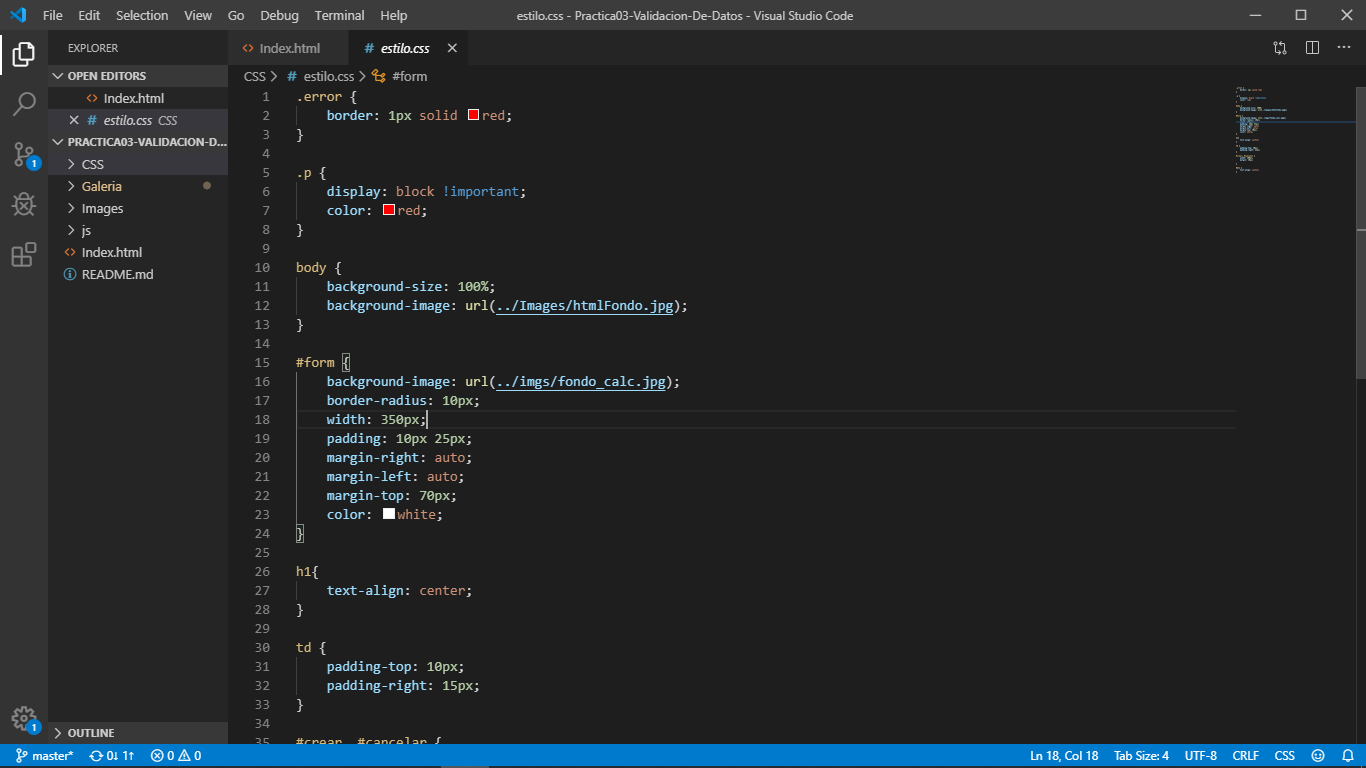 File Edit Selection View Go Debug Terminal Help
estilo.css - Practica03-Validacion-De-Datos - Visual Studio Code
EXPLORER
OPEN EDITORS
Index.html
estilo.css CSS
PRACTICA03-VALIDACION-D...
CSS
Galeria
Images
js
Index.html
README.md
OUTLINE
1
1
Index.html
# estilo.css
CSS > # estilo.css > #form
1 .error {
2 border: 1px solid red;
3 }
4
5 .p {
6 display: block !important;
7 color: red;
8 }
9
10 body {
11 background-size: 100%;
12 background-image: url(../Images/htmlFondo.jpg);
13 }
14
15 #form {
16 background-image: url(../imgs/fondo_calc.jpg);
17 border-radius: 10px;
18 width: 350px;
19 padding: 10px 25px;
20 margin-right: auto;
21 margin-left: auto;
22 margin-top: 70px;
23 color: white;
24 }
25
26 h1{
27 text-align: center;
28 }
29
30 td {
31 padding-top: 10px;
32 padding-right: 15px;
33 }
34
35 #crear, #cancelar {
master* 0↓ 1↑ 0 0 Ln 18, Col 18 Tab Size: 4 UTF-8 CRLF CSS